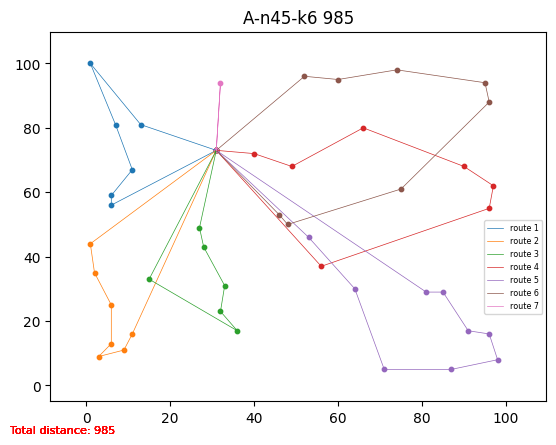 A-n45-k6 985
100
80
60
40
20
0
0 20 40 60 80 100
route 1
route 2
route 3
route 4
route 5
route 6
route 7
Total distance: 985